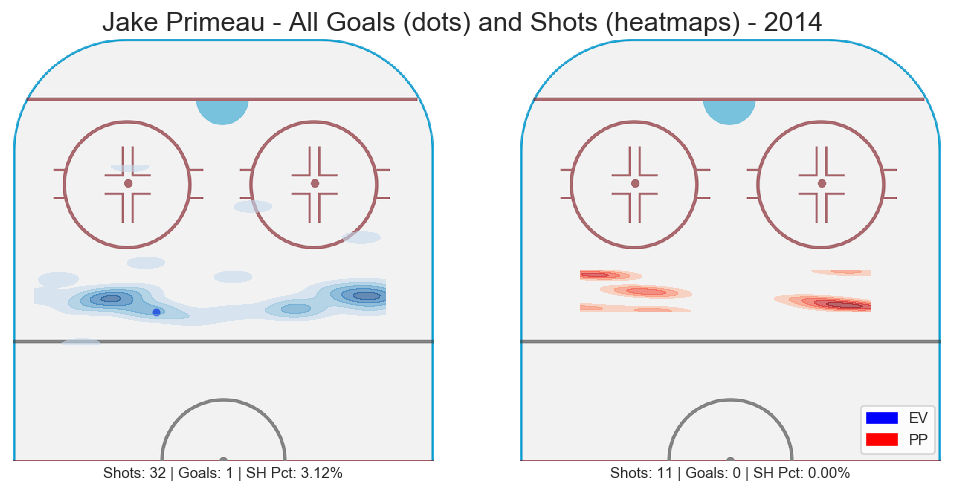 Jake Primeau - All Goals (dots) and Shots (heatmaps) - 2014
EV
PP
Shots: 32 | Goals: 1 | SH Pct: 3.12%
Shots: 11 | Goals: 0 | SH Pct: 0.00%